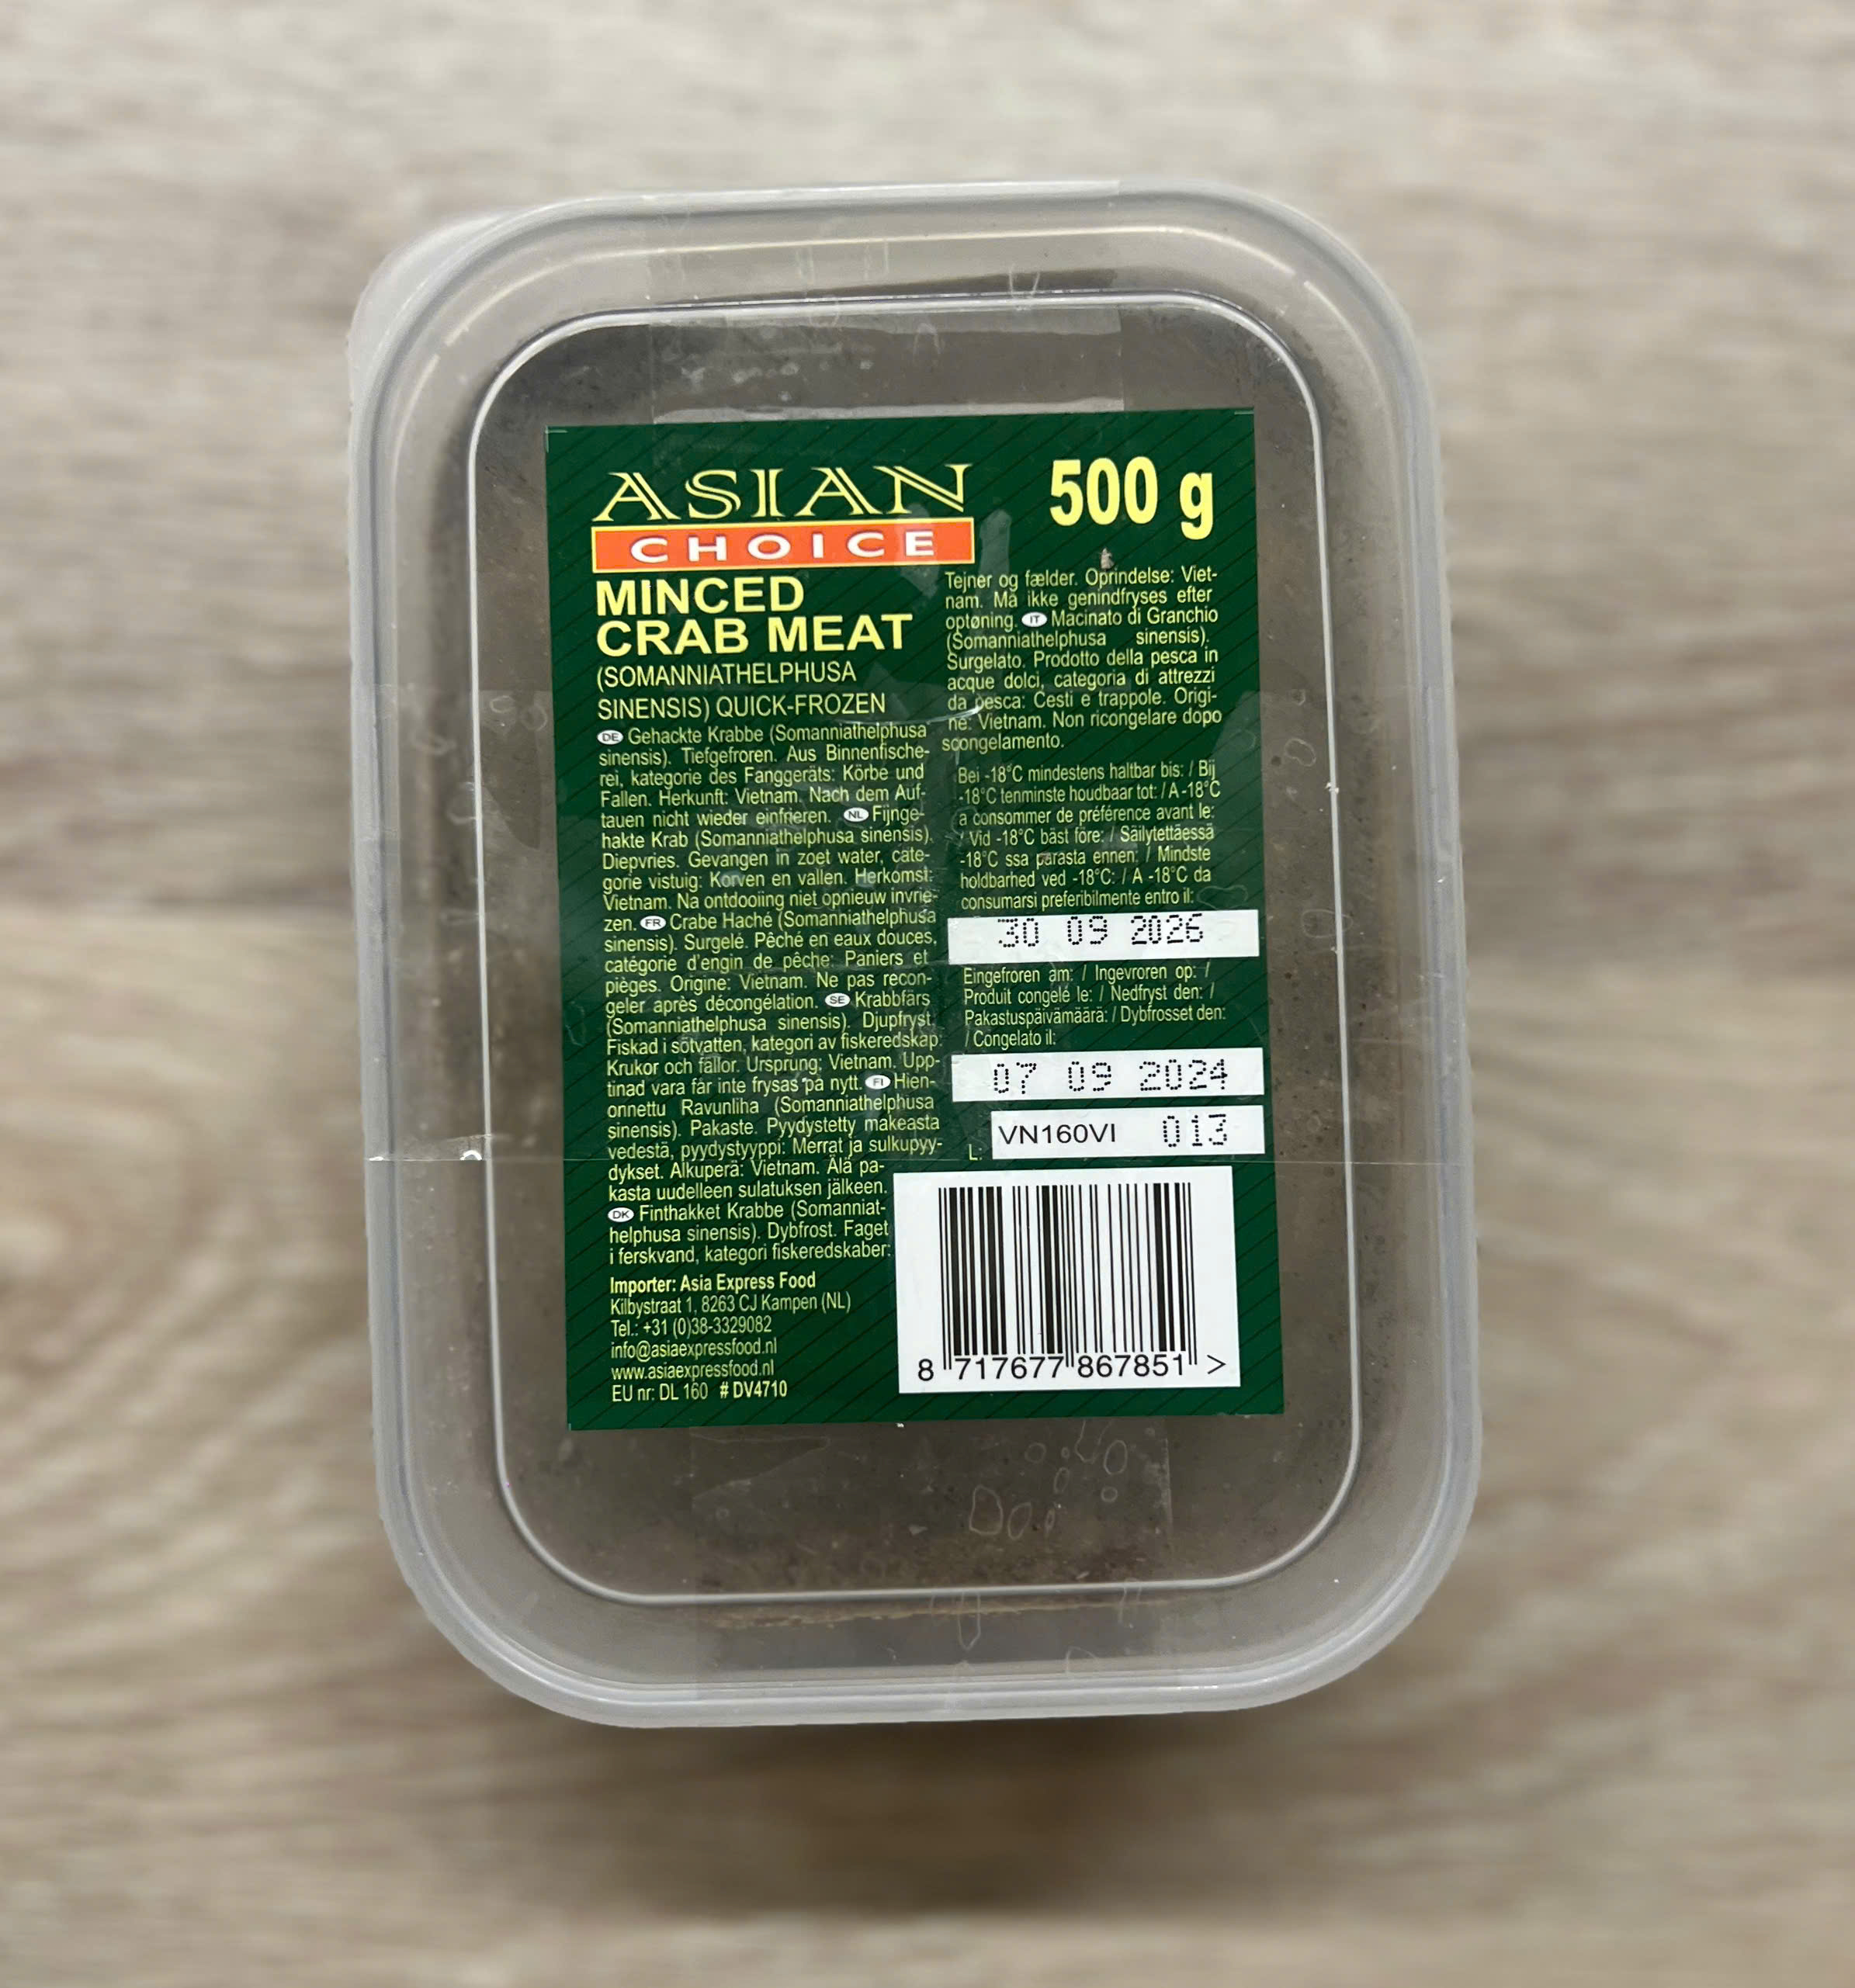 ASIAN
CHOICE
500 g
MINCED
CRAB MEAT
(SOMANNIATHELPHUSA
SINENSIS) QUICK-FROZEN
DE Gehackte Krabbe (Somanniathelphusa
sinensis). Tiefgefroren. Aus Binnenfische-
rei, kategorie des Fanggeräts: Körbe und
Fallen. Herkunft: Vietnam. Nach dem Auf-
tauen nicht wieder einfrieren. NL Fijnge-
hakte Krab (Somanniathelphusa sinensis).
Diepvries. Gevangen in zoet water, cate-
gorie vistuig: Korven en vallen. Herkomst:
Vietnam. Na ontdooiing niet opnieuw invrie-
zen. FR Crabe Haché (Somanniathelphusa
sinensis). Surgelé. Pêché en eaux douces,
catégorie d'engin de pêche: Paniers et
pièges. Origine: Vietnam. Ne pas recon-
geler après décongélation. SE Krabbfärs
(Somanniathelphusa sinensis). Djupfryst.
Fiskad i sötvatten, kategori av fiskeredskap:
Krukor och fällor. Ursprung: Vietnam. Upp-
tinad vara får inte frysas på nytt. FI Hien-
onnettu Ravunliha (Somanniathelphusa
sinensis). Pakaste. Pyydystetty makeasta
vedestä, pyydystyyppi: Merrat ja sulkupyy-
dykset. Alkuperä: Vietnam. Älä pa-
kasta uudelleen sulatuksen jälkeen.
DK Finthakket Krabbe (Somanniat-
helphusa sinensis). Dybfrost. Faget
i ferskvand, kategori fiskeredskaber:
Importer: Asia Express Food
Kilbystraat 1, 8263 CJ Kampen (NL)
Tel.: +31 (0)38-3329082
info@asiaexpressfood.nl
www.asiaexpressfood.nl
EU nr: DL 160 # DV4710
Tejner og fælder. Oprindelse: Viet-
nam. Må ikke genindfryses efter
optøning. IT Macinato di Granchio
(Somanniathelphusa sinensis).
Surgelato. Prodotto della pesca in
acque dolci, categoria di attrezzi
da pesca: Cesti e trappole. Origi-
ne: Vietnam. Non ricongelare dopo
scongelamento.
Bei -18°C mindestens haltbar bis: / Bij
-18°C tenminste houdbaar tot: / A -18°C
à consommer de préférence avant le:
/ Vid -18°C bäst före: / Säilytettäessä
-18°C ssa parasta ennen: / Mindste
holdbarhed ved -18°C: / A -18°C da
consumarsi preferibilmente entro il:
30 09 2026
Eingefroren am: / Ingevroren op: /
Produit congelé le: / Nedfryst den: /
Pakastuspäivämäärä: / Dybfrosset den:
/ Congelato il:
07 09 2024
L: VN160VI 013
8 717677 867851 >